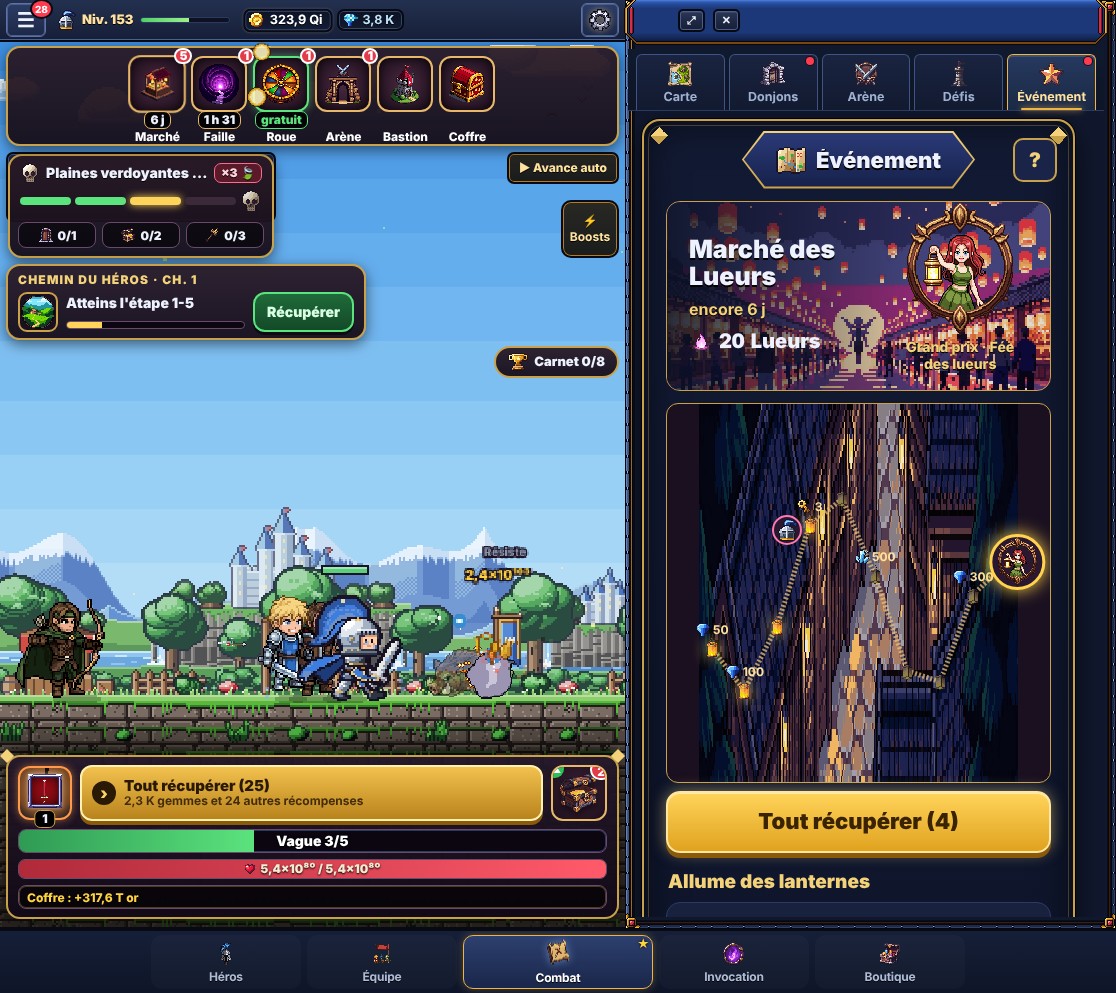 28
Niv. 153
323,9 Qi
3,8 K
5
1
1
1
6 j
1 h 31
gratuit
Marché
Faille
Roue
Arène
Bastion
Coffre
Plaines verdoyantes ...
×3
0/1
0/2
0/3
Avance auto
Boosts
CHEMIN DU HÉROS · CH. 1
Atteins l'étape 1-5
Récupérer
Carnet 0/8
Résiste
Tout récupérer (25)
2,3 K gemmes et 24 autres récompenses
1
Vague 3/5
5,4×10⁸⁰ / 5,4×10⁸⁰
Coffre : +317,6 T or
Carte
Donjons
Arène
Défis
Événement
Événement
?
Marché des
Lueurs
encore 6 j
20 Lueurs
Grand prix · Fée
des lueurs
3
500
300
50
100
Tout récupérer (4)
Allume des lanternes
Héros
Équipe
Combat
Invocation
Boutique